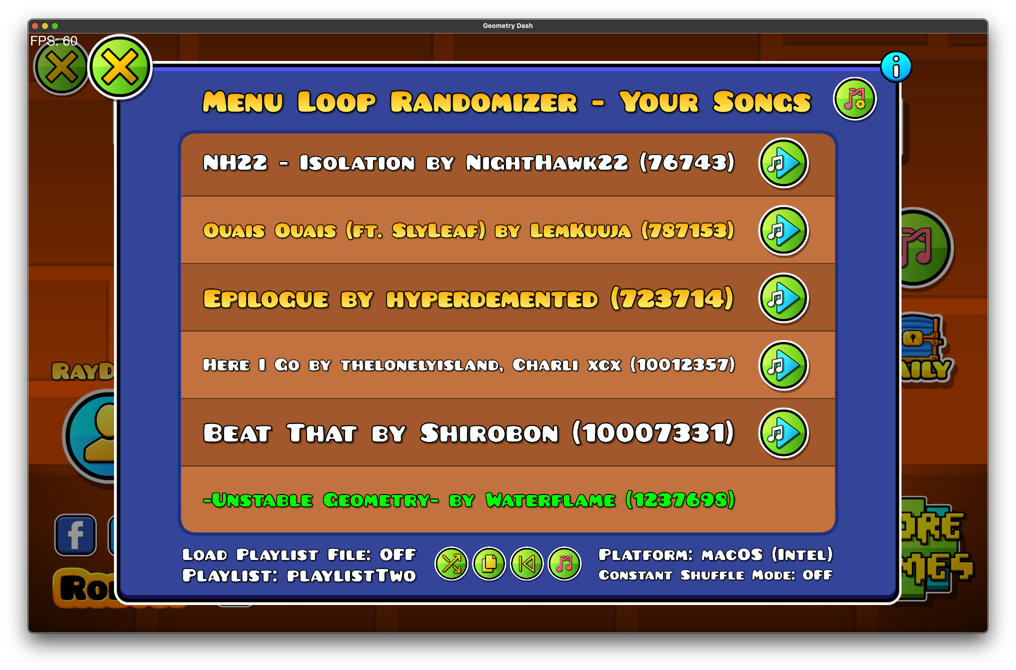 Geometry Dash
FPS: 60
Menu Loop Randomizer - Your Songs
NH22 - Isolation by NightHawk22 (76743)
Ouais Ouais (ft. SlyLeaf) by LemKuuja (787153)
Epilogue by hyperdemented (723714)
Here I Go by thelonelyisland, Charli xcx (10012357)
Beat That by Shirobon (10007331)
-Unstable Geometry- by Waterflame (1237698)
Load Playlist File: OFF
Playlist: playlistTwo
Platform: macOS (Intel)
Constant Shuffle Mode: OFF